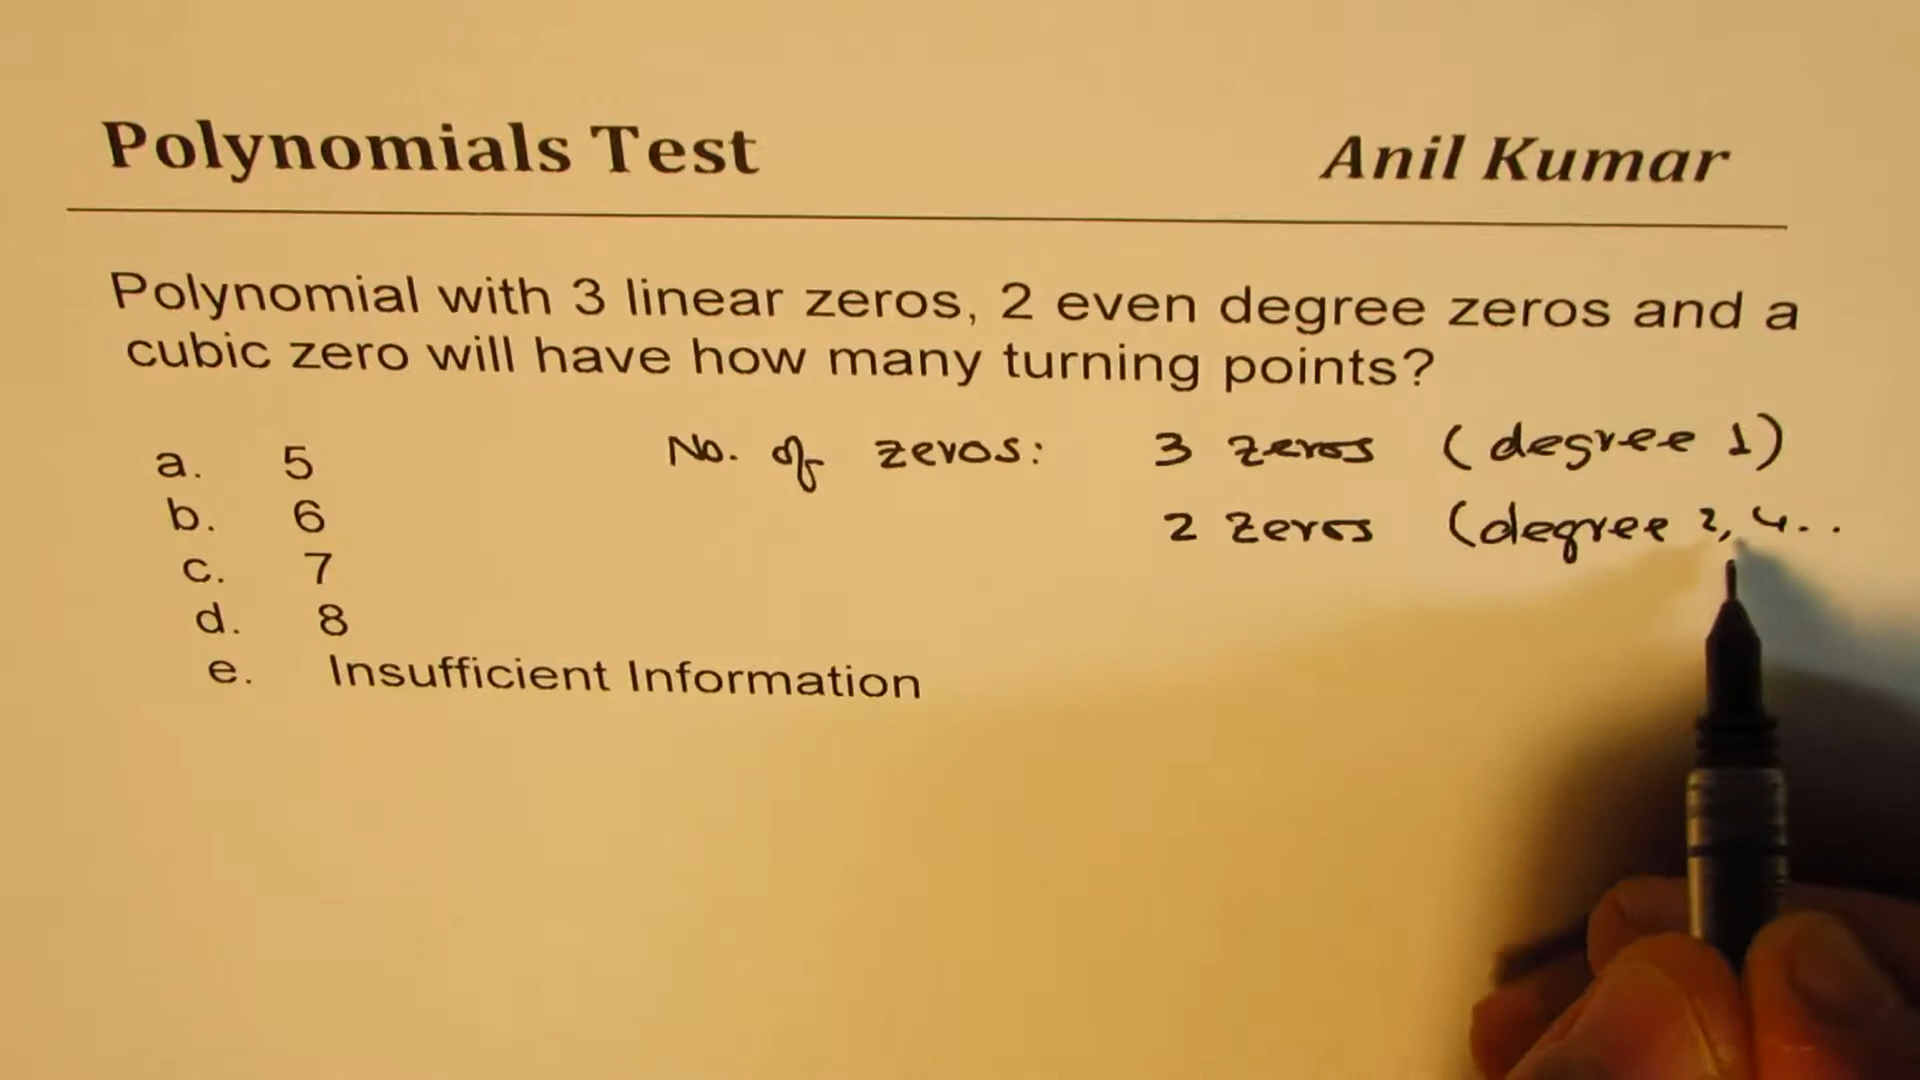 Polynomials Test Anil Kumar
Polynomial with 3 linear zeros, 2 even degree zeros and a
cubic zero will have how many turning points?
a. 5
b. 6
c. 7
d. 8
e. Insufficient Information
No. of zeros: 3 zeros (degree 1)
2 zeros (degree 2, 4..